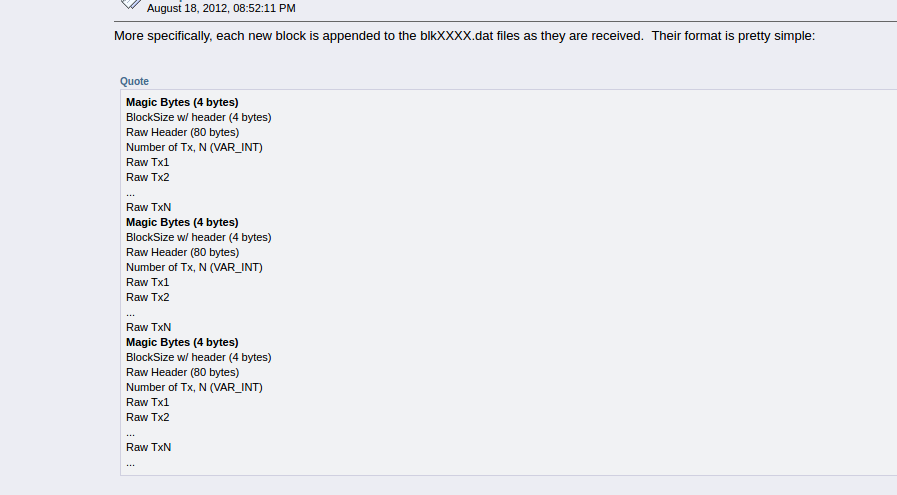 August 18, 2012, 08:52:11 PM
More specifically, each new block is appended to the blkXXXX.dat files as they are received.  Their format is pretty simple:
Quote
Magic Bytes (4 bytes)
BlockSize w/ header (4 bytes)
Raw Header (80 bytes)
Number of Tx, N (VAR_INT)
Raw Tx1
Raw Tx2
...
Raw TxN
Magic Bytes (4 bytes)
BlockSize w/ header (4 bytes)
Raw Header (80 bytes)
Number of Tx, N (VAR_INT)
Raw Tx1
Raw Tx2
...
Raw TxN
Magic Bytes (4 bytes)
BlockSize w/ header (4 bytes)
Raw Header (80 bytes)
Number of Tx, N (VAR_INT)
Raw Tx1
Raw Tx2
...
Raw TxN
...